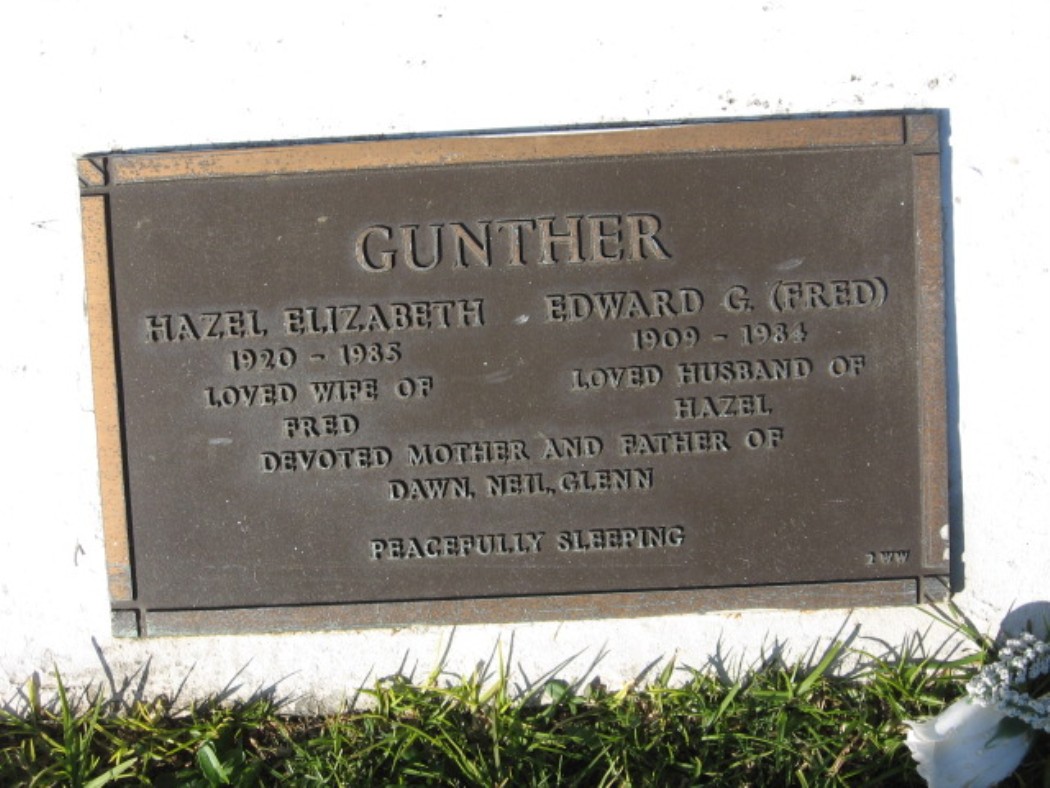 GUNTHER
HAZEL ELIZABETH
1920 - 1985
LOVED WIFE OF
FRED
EDWARD G. (FRED)
1909 - 1984
LOVED HUSBAND OF
HAZEL
DEVOTED MOTHER AND FATHER OF
DAWN, NEIL, GLENN
PEACEFULLY SLEEPING
2 WW